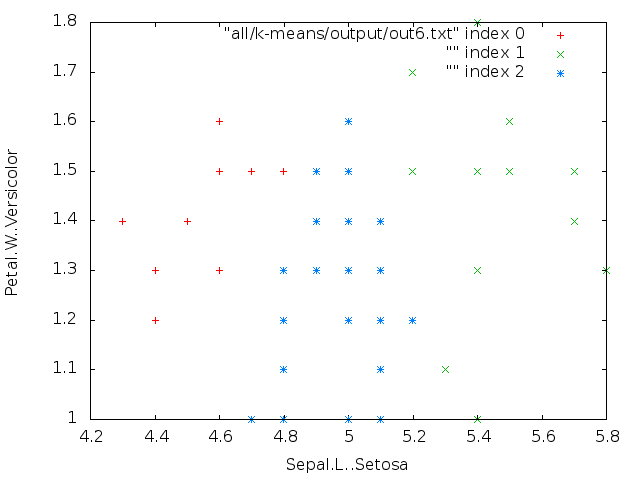 "all/k-means/output/out6.txt" index 0
"" index 1
"" index 2
1.8
1.7
1.6
1.5
1.4
1.3
1.2
1.1
1
Petal.W..Versicolor
4.2 4.4 4.6 4.8 5 5.2 5.4 5.6 5.8
Sepal.L..Setosa